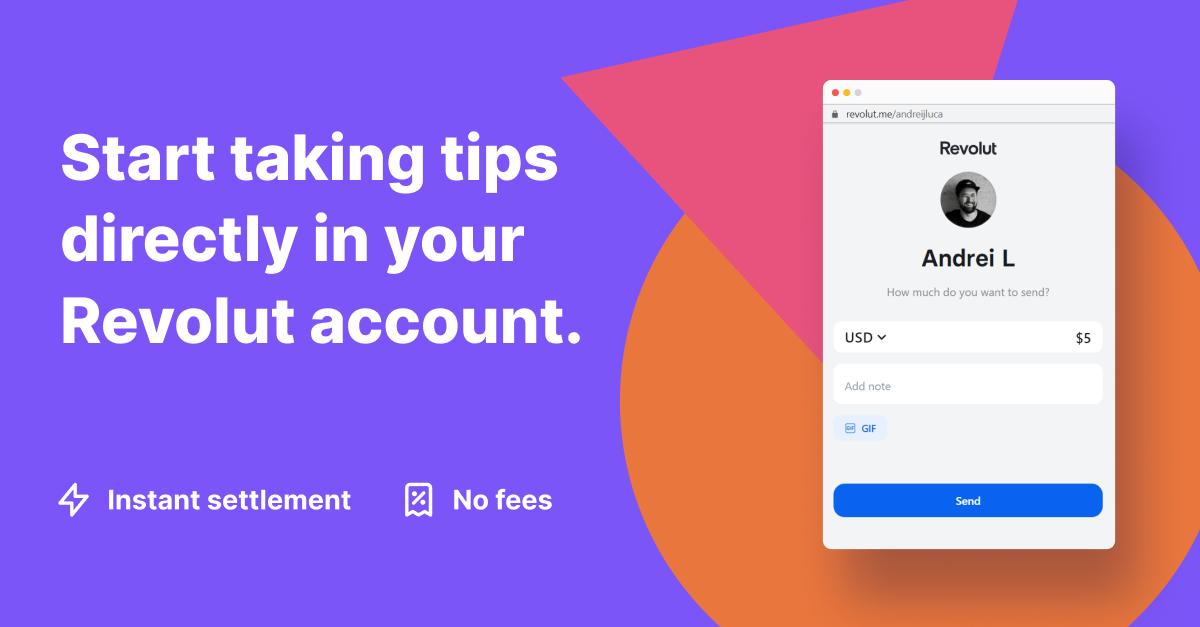 Start taking tips
directly in your
Revolut account.
Instant settlement
No fees
revolut.me/andreijluca
Revolut
Andrei L
How much do you want to send?
USD
$5
Add note
GIF
GIF
Send